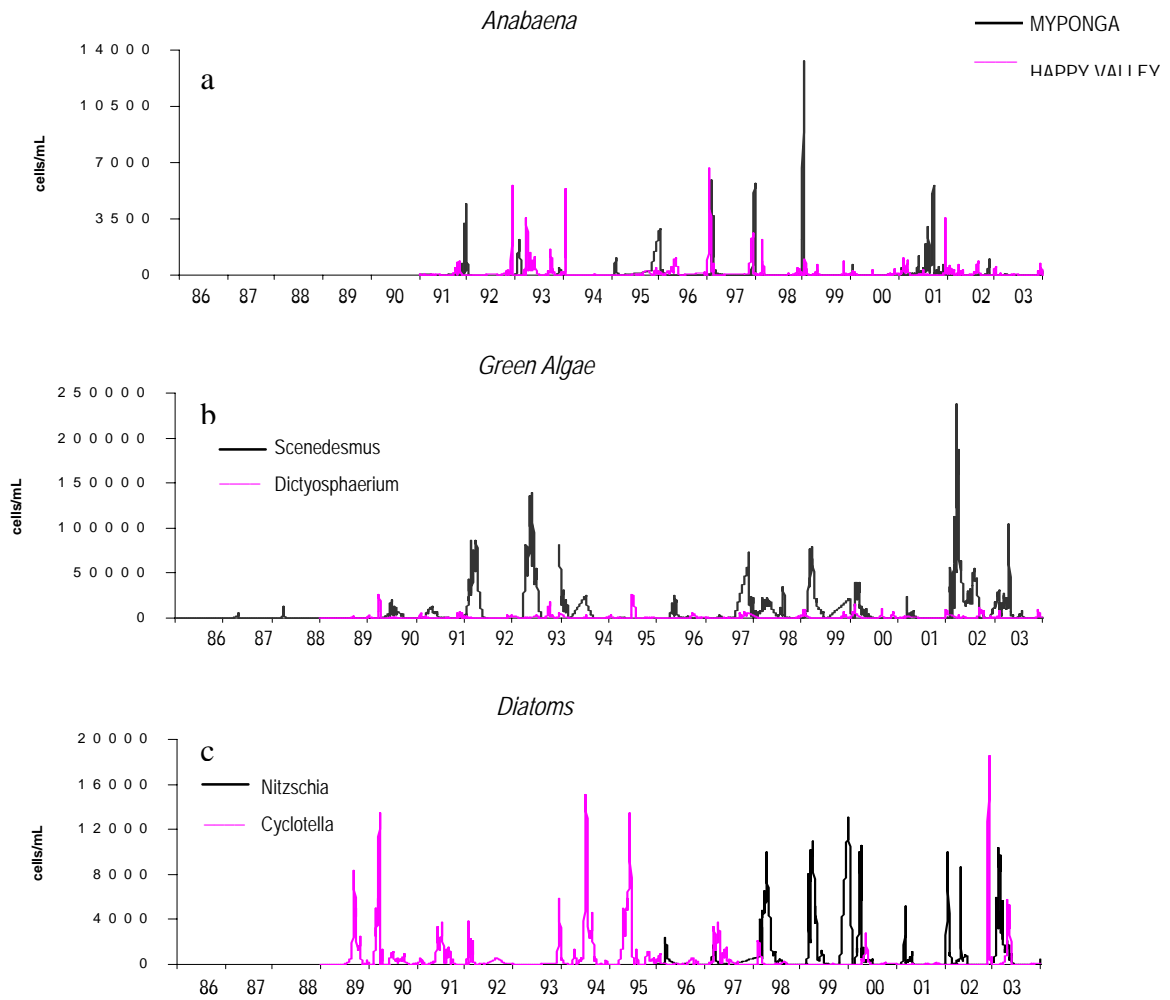 Anabaena
MYPONGA
HAPPY VALLEY
a
14000
10500
7000
3500
0
cells/mL
86 87 88 89 90 91 92 93 94 95 96 97 98 99 00 01 02 03
Green Algae
b
250000
200000
150000
100000
50000
0
cells/mL
Scenedesmus
Dictyosphaerium
86 87 88 89 90 91 92 93 94 95 96 97 98 99 00 01 02 03
Diatoms
c
20000
16000
12000
8000
4000
0
cells/mL
Nitzschia
Cyclotella
86 87 88 89 90 91 92 93 94 95 96 97 98 99 00 01 02 03